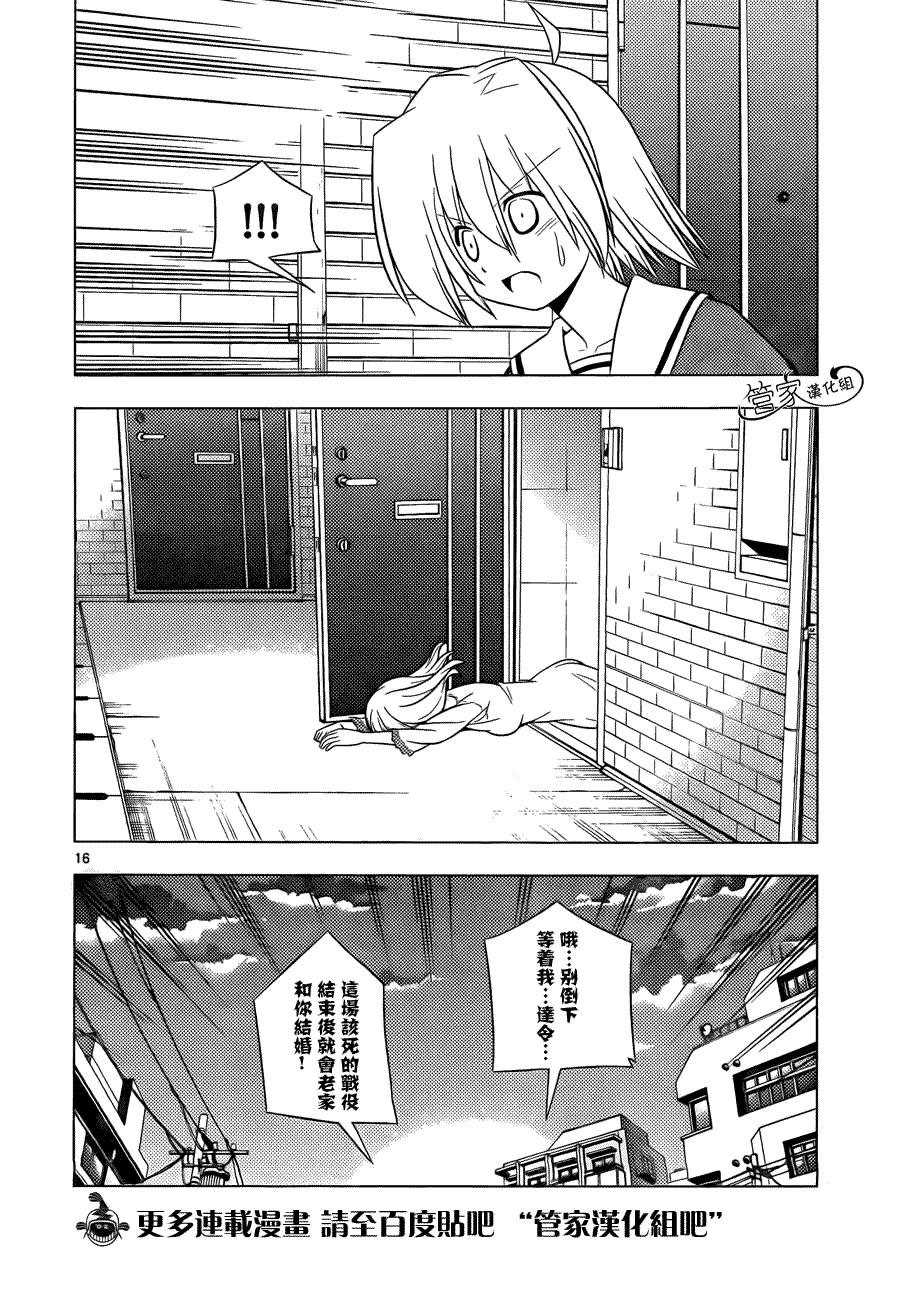 !!!
管家 漢化組
16
哦…别倒下
等着我…達令…
這場該死的戰役
結束後就會老家
和你結婚！
更多連載漫畫 請至百度貼吧 “管家漢化組吧”